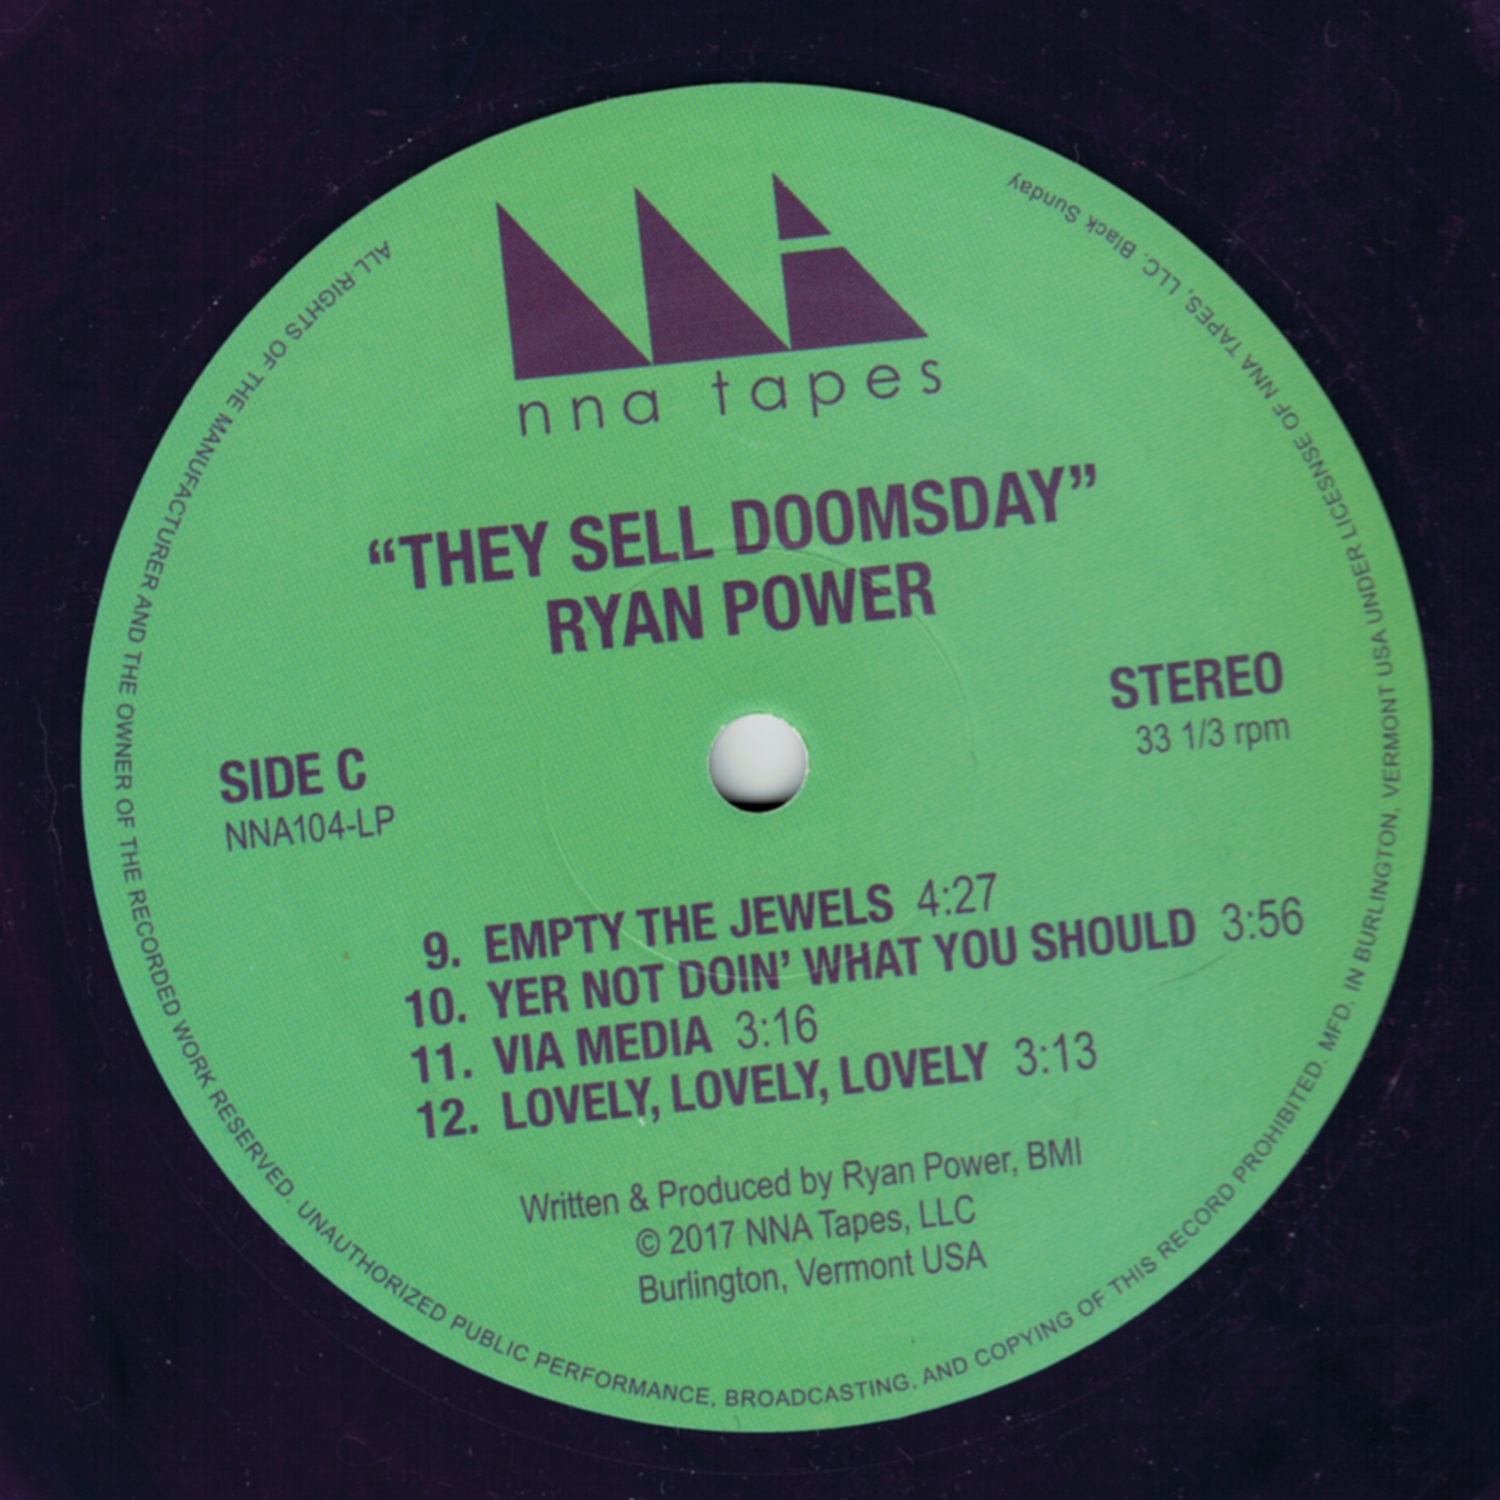 nna tapes
“THEY SELL DOOMSDAY”
RYAN POWER
STEREO
33 1/3 rpm
SIDE C
NNA104-LP
9. EMPTY THE JEWELS 4:27
10. YER NOT DOIN’ WHAT YOU SHOULD 3:56
11. VIA MEDIA 3:16
12. LOVELY, LOVELY, LOVELY 3:13
Written & Produced by Ryan Power, BMI
© 2017 NNA Tapes, LLC
Burlington, Vermont USA
ALL RIGHTS OF THE MANUFACTURER AND THE OWNER OF THE RECORDED WORK RESERVED. UNAUTHORIZED PUBLIC PERFORMANCE, BROADCASTING, AND COPYING OF THIS RECORD PROHIBITED. MFD. IN BURLINGTON, VERMONT USA UNDER LICESNSE OF NNA TAPES, LLC. Black Sunday